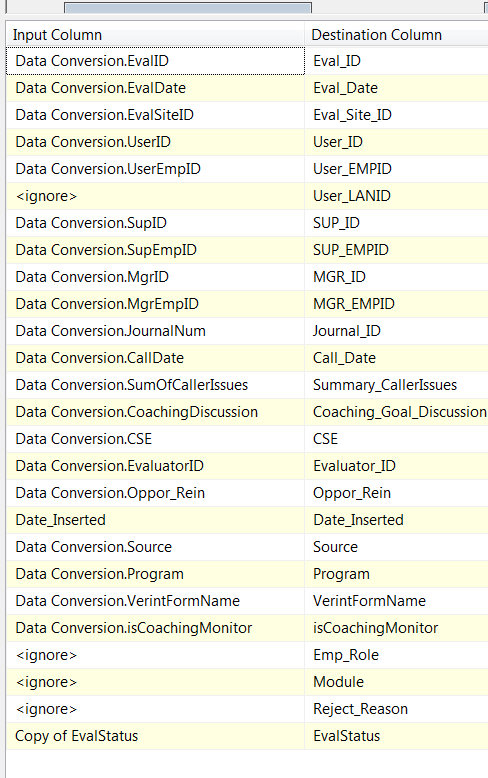 Input Column Destination Column
Data Conversion.EvalID Eval_ID
Data Conversion.EvalDate Eval_Date
Data Conversion.EvalSiteID Eval_Site_ID
Data Conversion.UserID User_ID
Data Conversion.UserEmpID User_EMPID
<ignore> User_LANID
Data Conversion.SupID SUP_ID
Data Conversion.SupEmpID SUP_EMPID
Data Conversion.MgrID MGR_ID
Data Conversion.MgrEmpID MGR_EMPID
Data Conversion.JournalNum Journal_ID
Data Conversion.CallDate Call_Date
Data Conversion.SumOfCallerIssues Summary_CallerIssues
Data Conversion.CoachingDiscussion Coaching_Goal_Discussion
Data Conversion.CSE CSE
Data Conversion.EvaluatorID Evaluator_ID
Data Conversion.Oppor_Rein Oppor_Rein
Date_Inserted Date_Inserted
Data Conversion.Source Source
Data Conversion.Program Program
Data Conversion.VerintFormName VerintFormName
Data Conversion.isCoachingMonitor isCoachingMonitor
<ignore> Emp_Role
<ignore> Module
<ignore> Reject_Reason
Copy of EvalStatus EvalStatus